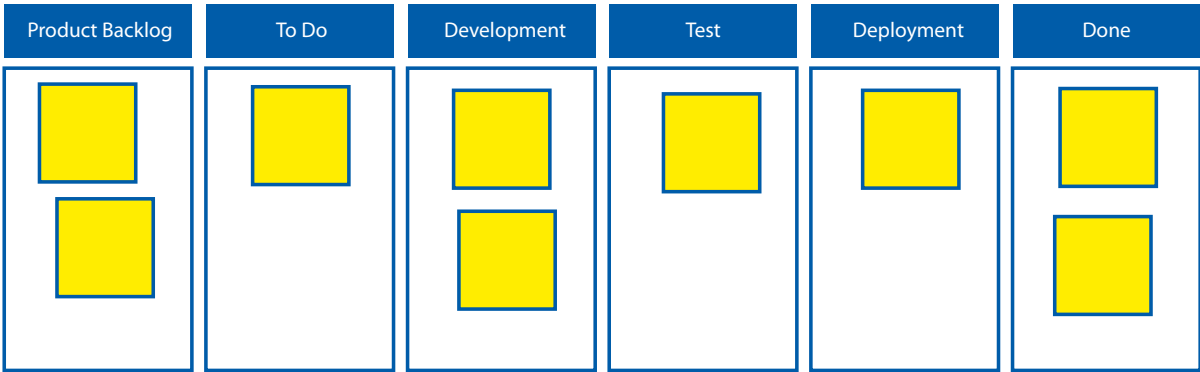 Product Backlog
To Do
Development
Test
Deployment
Done